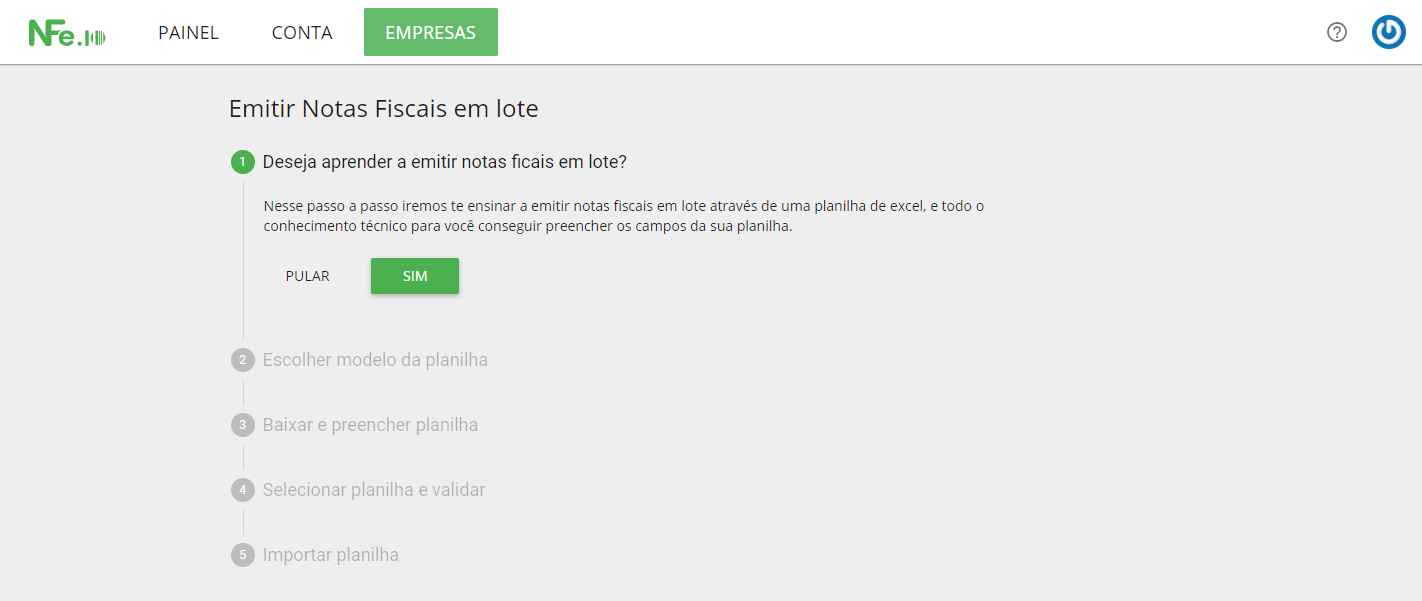 NFe.io
PAINEL
CONTA
EMPRESAS
?
Emitir Notas Fiscais em lote
1 Deseja aprender a emitir notas ficais em lote?
Nesse passo a passo iremos te ensinar a emitir notas fiscais em lote através de uma planilha de excel, e todo o
conhecimento técnico para você conseguir preencher os campos da sua planilha.
PULAR
SIM
2 Escolher modelo da planilha
3 Baixar e preencher planilha
4 Selecionar planilha e validar
5 Importar planilha